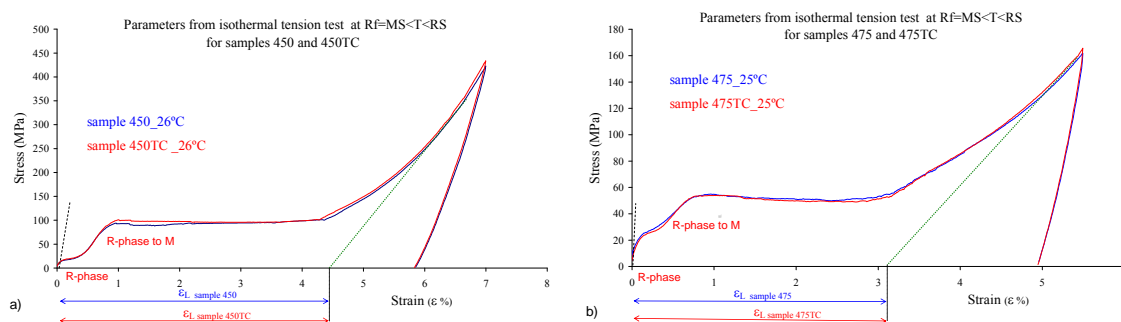 Parameters from isothermal tension test at Rf=MS<T<RS
for samples 450 and 450TC
Stress (MPa)
500
450
400
350
300
250
200
150
100
50
0
sample 450_26ºC
sample 450TC _26ºC
R-phase to M
R-phase
0 1 2 3 4 5 6 7 8
Strain (ε %)
a)
εL sample 450
εL sample 450TC
Parameters from isothermal tension test at Rf=MS<T<RS
for samples 475 and 475TC
Stress (MPa)
180
160
140
120
100
80
60
40
20
0
sample 475_25ºC
sample 475TC_25ºC
R-phase to M
R-phase
0 1 2 3 4 5
Strain (ε %)
b)
εL sample 475
εL sample 475TC